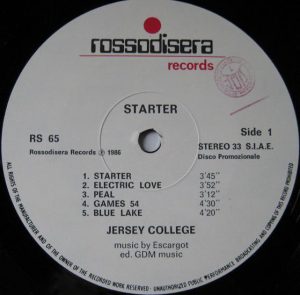 rossodisera
records
STARTER
RS 65
Side 1
Rossodisera Records ℗ 1986
STEREO 33 S.I.A.E.
Disco Promozionale
1. STARTER 3'45"
2. ELECTRIC LOVE 3'52"
3. PEAL 3'12"
4. GAMES 54 4'30"
5. BLUE LAKE 4'20"
JERSEY COLLEGE
music by Escargot
ed. GDM music
ALL RIGHTS OF THE MANUFACTURER AND OF THE OWNER OF THE RECORDED WORK RESERVED - UNAUTHORIZED PUBLIC PERFORMANCE, BROADCASTING AND COPYING OF THIS RECORD PROHIBITED